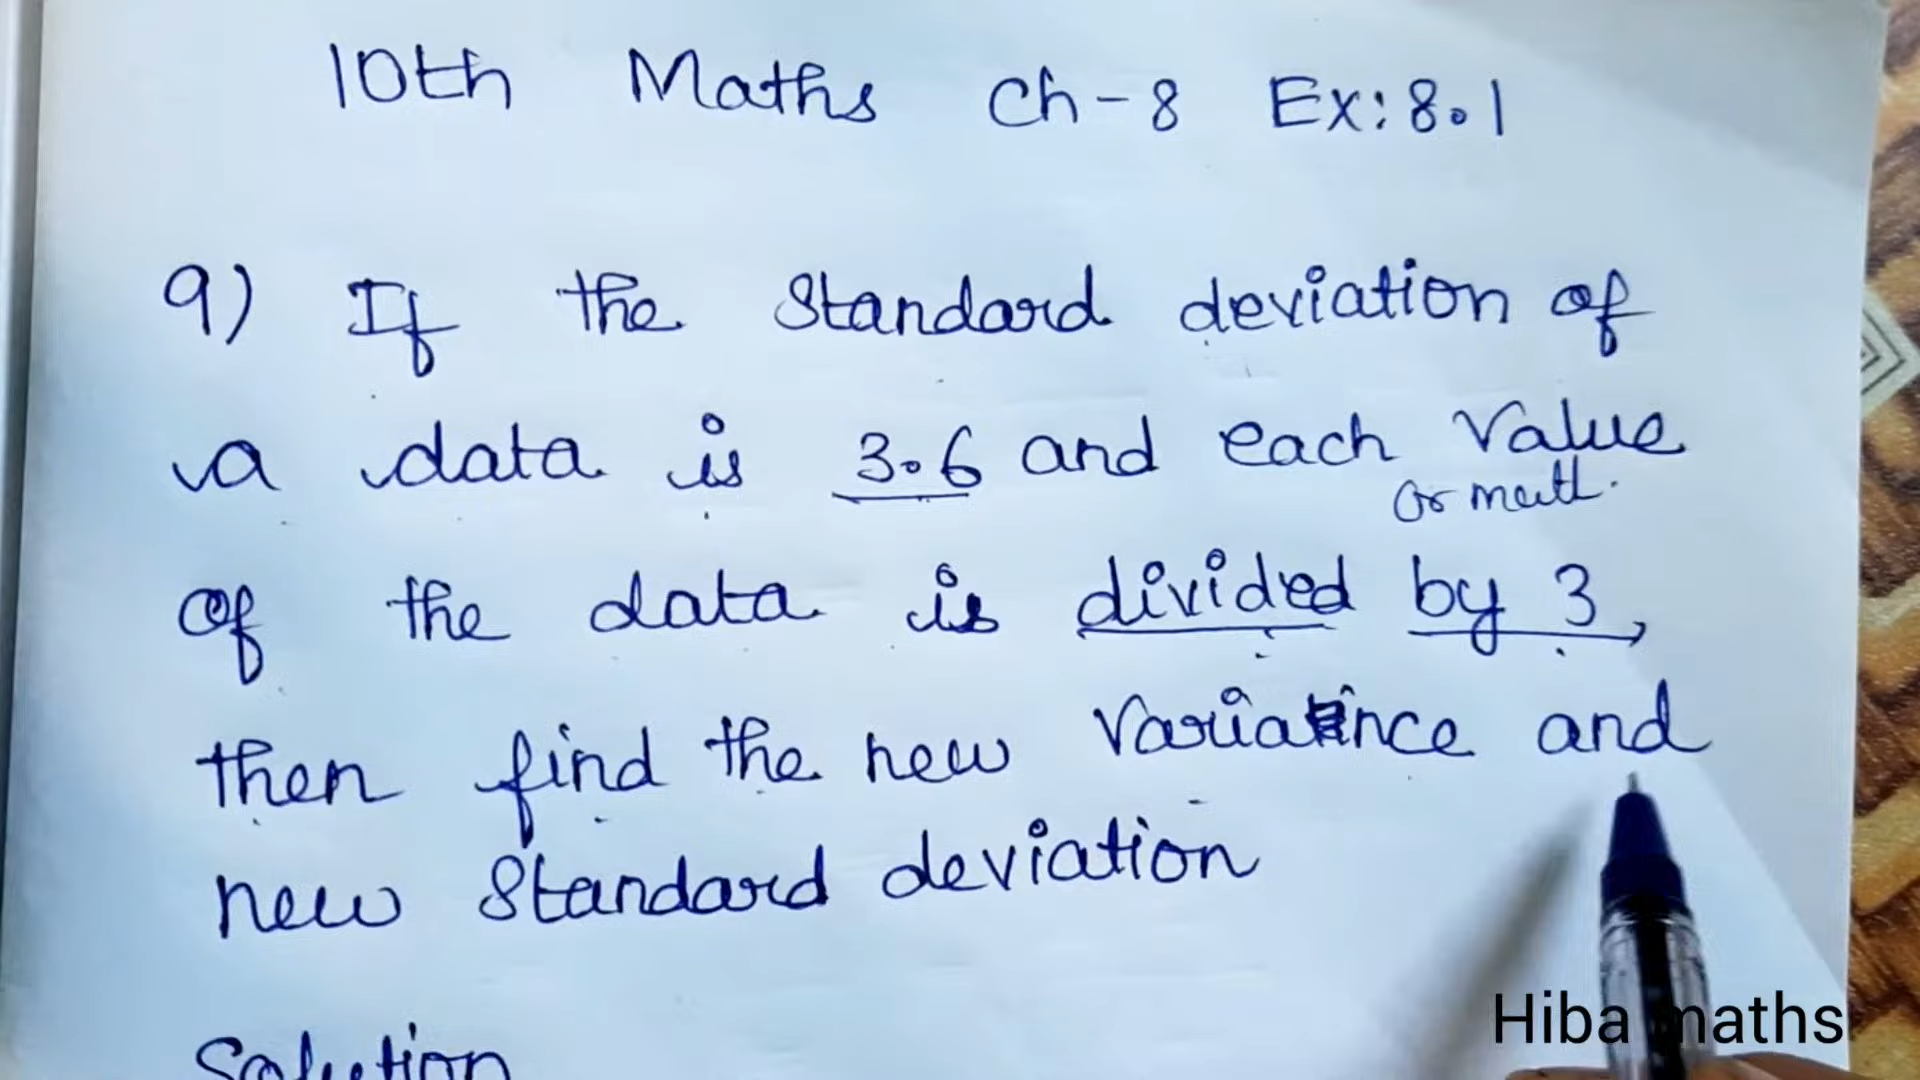 10th Maths Ch-8 Ex: 8.1
9) If the Standard deviation of
a data is 3.6 and each Value
Or mutl.
of the data is divided by 3,
then find the new Variance and
new Standard deviation
Solution
Hiba maths